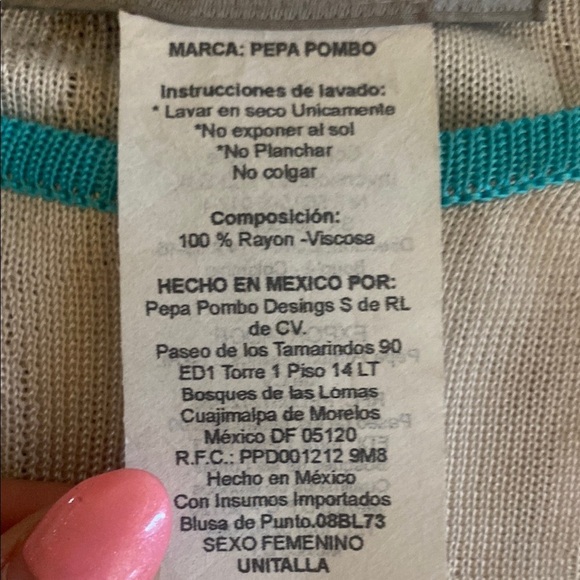 MARCA: PEPA POMBO
Instrucciones de lavado:
* Lavar en seco Unicamente
*No exponer al sol
*No Planchar
No colgar
Composición:
100 % Rayon -Viscosa
HECHO EN MEXICO POR:
Pepa Pombo Desings S de RL
de CV.
Paseo de los Tamarindos 90
ED1 Torre 1 Piso 14 LT
Bosques de las Lomas
Cuajimalpa de Morelos
México DF 05120
R.F.C.: PPD001212 9M8
Hecho en México
Con Insumos Importados
Blusa de Punto.08BL73
SEXO FEMENINO
UNITALLA